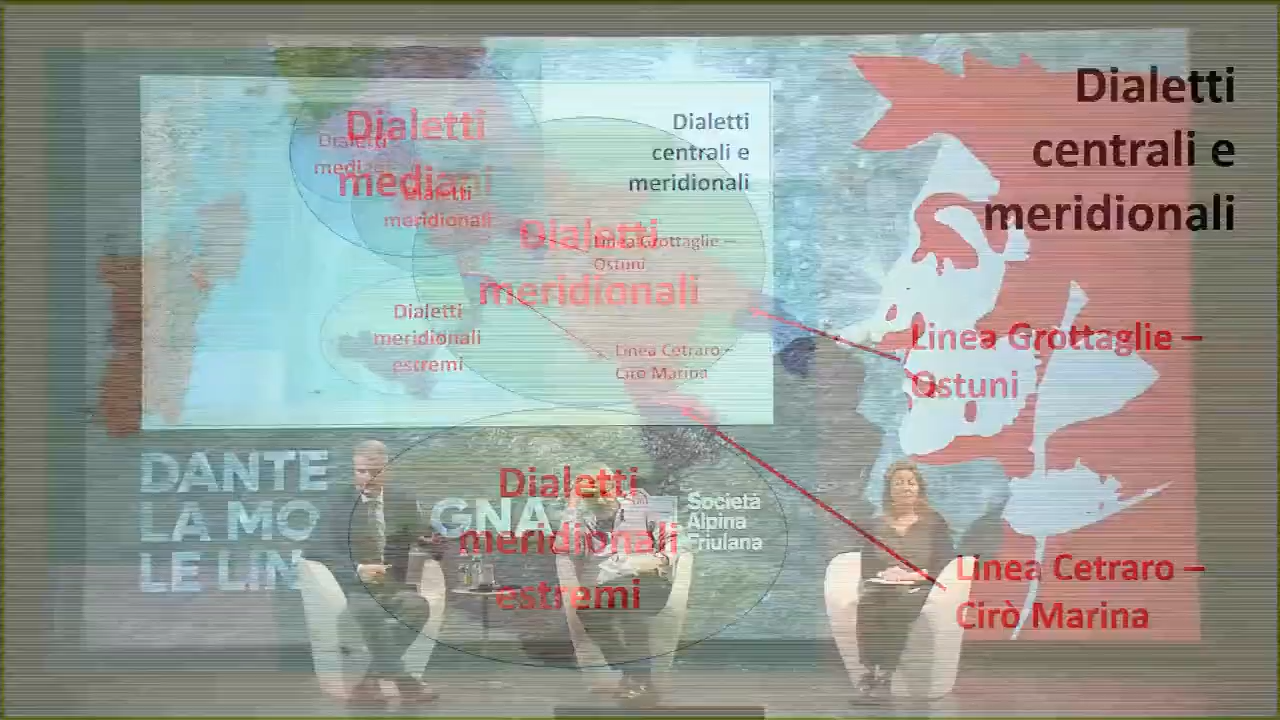 Dialetti
centrali e
meridionali
Dialetti
mediani
Dialetti
meridionali
Linea Grottaglie –
Ostuni
Dialetti
meridionali
estremi
Linea Cetraro –
Cirò Marina
Dialetti
centrali e
meridionali
Dialetti
mediani
Dialetti
meridionali
Linea Grottaglie –
Ostuni
Dialetti
meridionali
estremi
Linea Cetraro –
Cirò Marina
DANTE
LA MO
LE LIN
GNA
Società
Alpina
Friulana